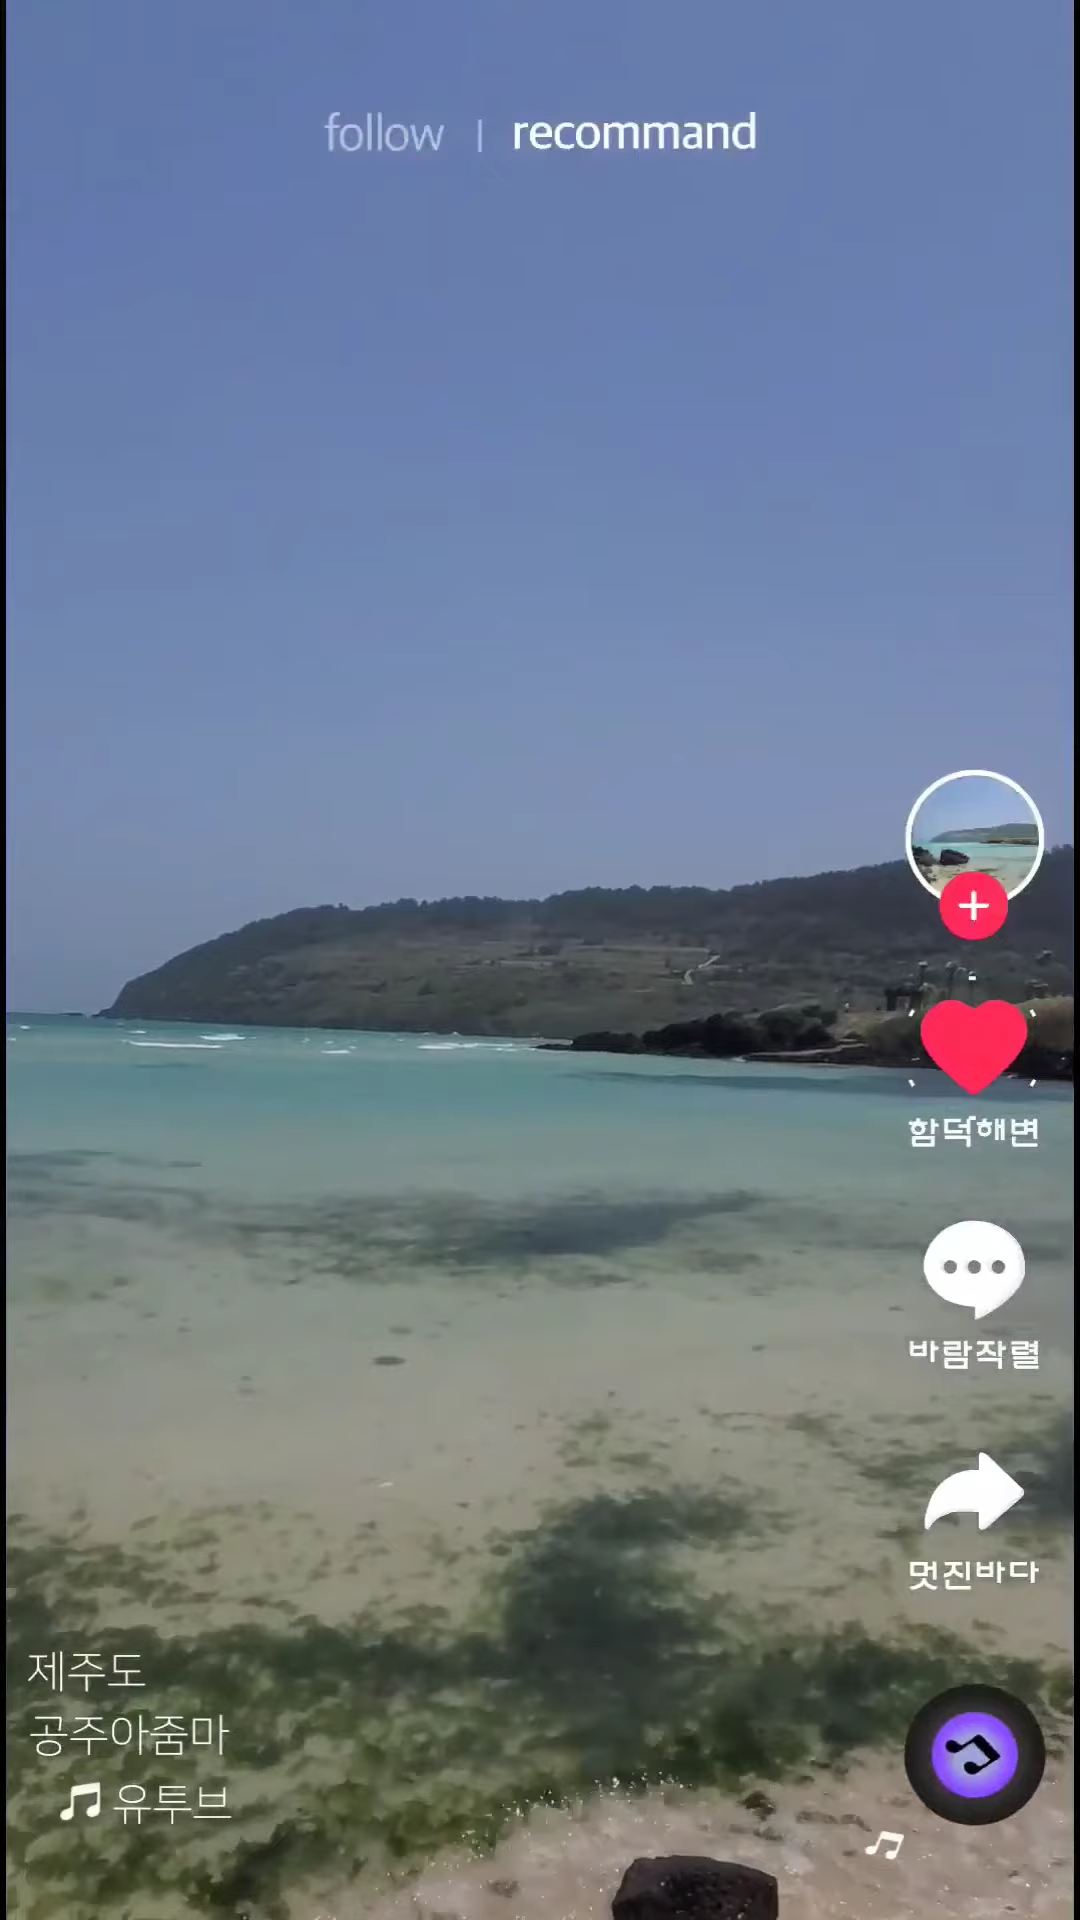 follow | recommand
함덕해변
바람작렬
멋진바다
제주도
공주아줌마
유투브